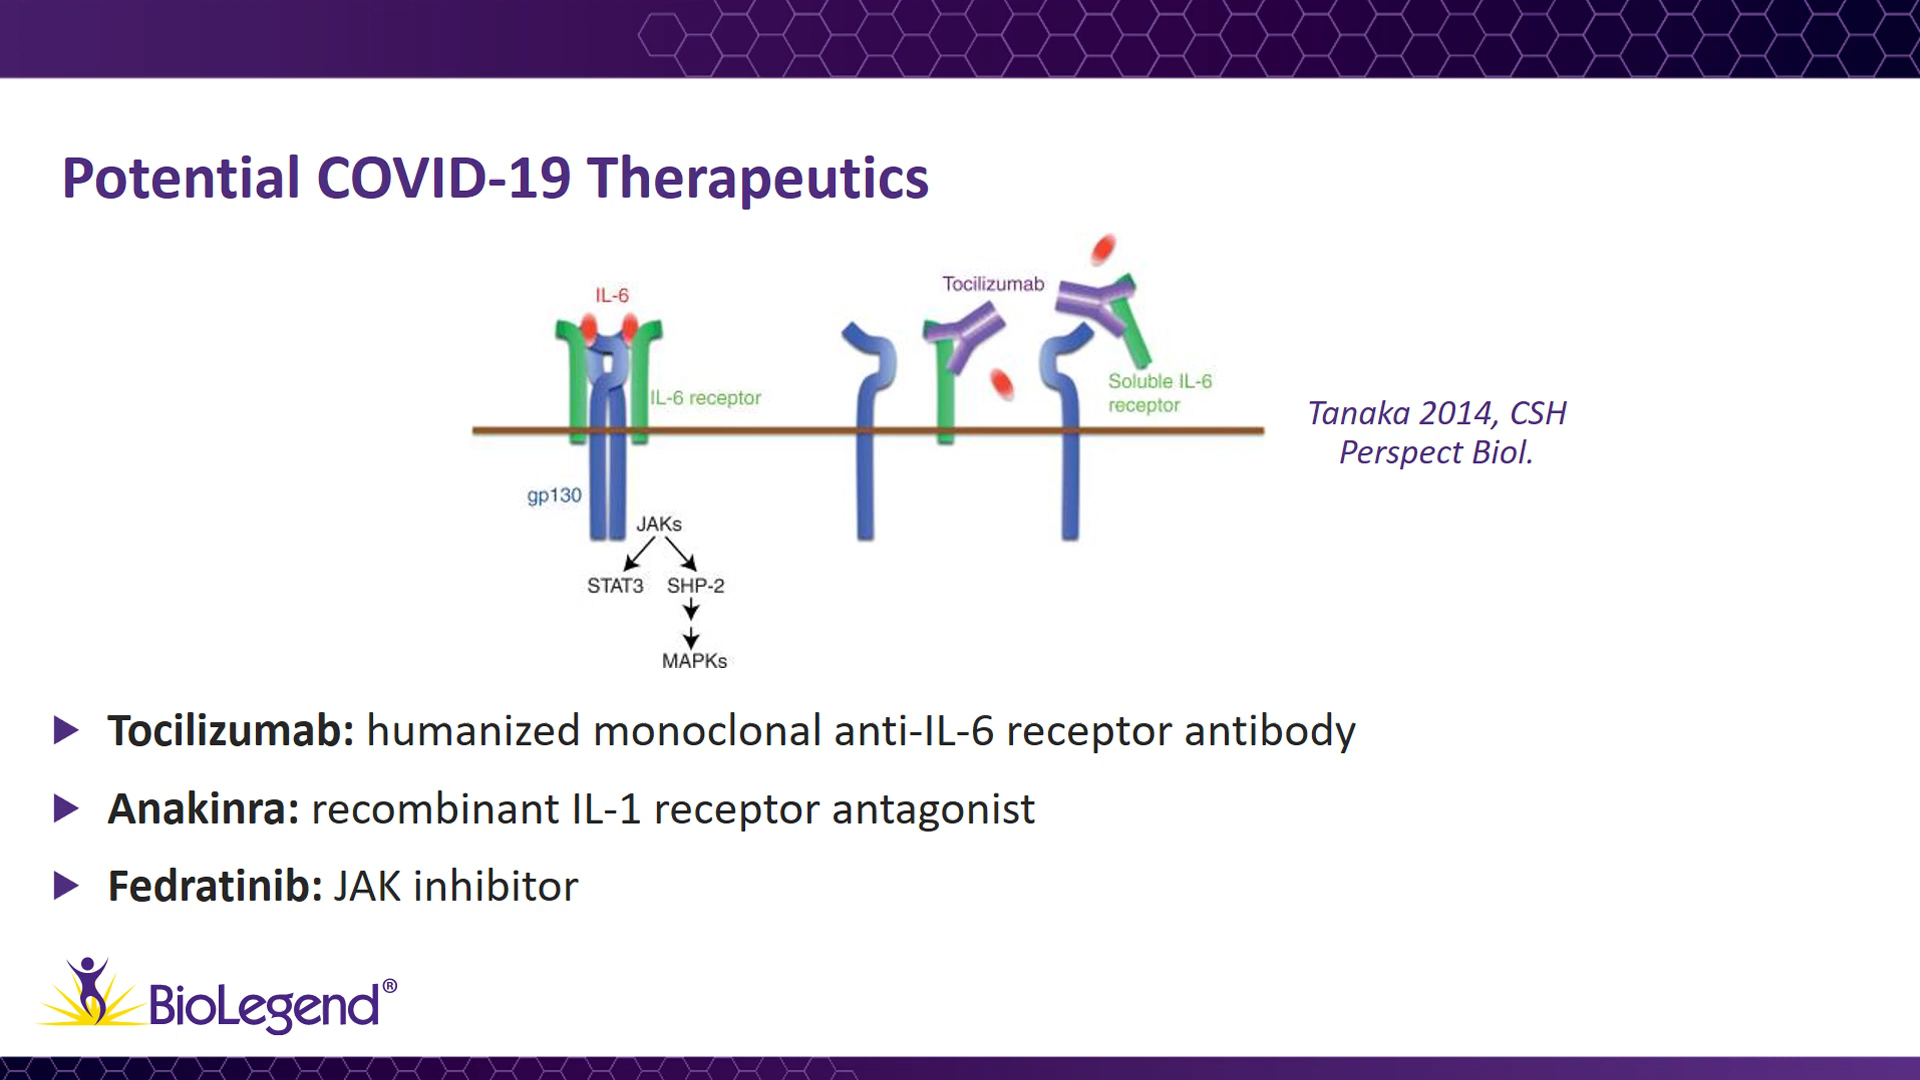 Potential COVID-19 Therapeutics
IL-6
IL-6 receptor
gp130
JAKs
STAT3 SHP-2
MAPKs
Tocilizumab
Soluble IL-6
receptor
Tanaka 2014, CSH
Perspect Biol.
Tocilizumab: humanized monoclonal anti-IL-6 receptor antibody
Anakinra: recombinant IL-1 receptor antagonist
Fedratinib: JAK inhibitor
BioLegend®